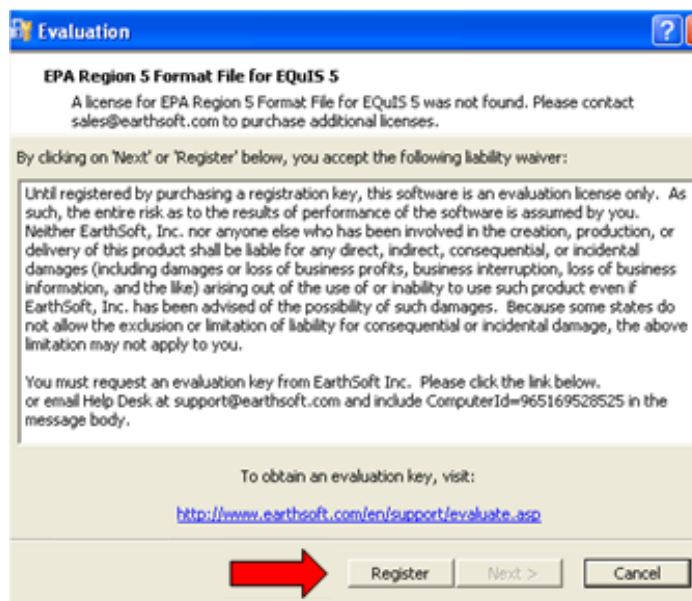 Evaluation
EPA Region 5 Format File for EQuIS 5
A license for EPA Region 5 Format File for EQuIS 5 was not found. Please contact
sales@earthsoft.com to purchase additional licenses.
By clicking on 'Next' or 'Register' below, you accept the following liability waiver:
Until registered by purchasing a registration key, this software is an evaluation license only. As
such, the entire risk as to the results of performance of the software is assumed by you.
Neither EarthSoft, Inc. nor anyone else who has been involved in the creation, production, or
delivery of this product shall be liable for any direct, indirect, consequential, or incidental
damages (including damages or loss of business profits, business interruption, loss of business
information, and the like) arising out of the use of or inability to use such product even if
EarthSoft, Inc. has been advised of the possibility of such damages. Because some states do
not allow the exclusion or limitation of liability for consequential or incidental damage, the above
limitation may not apply to you.
You must request an evaluation key from EarthSoft Inc. Please click the link below.
or email Help Desk at support@earthsoft.com and include ComputerId=965169528525 in the
message body.
To obtain an evaluation key, visit:
http://www.earthsoft.com/en/support/evaluate.asp
Register
Next >
Cancel